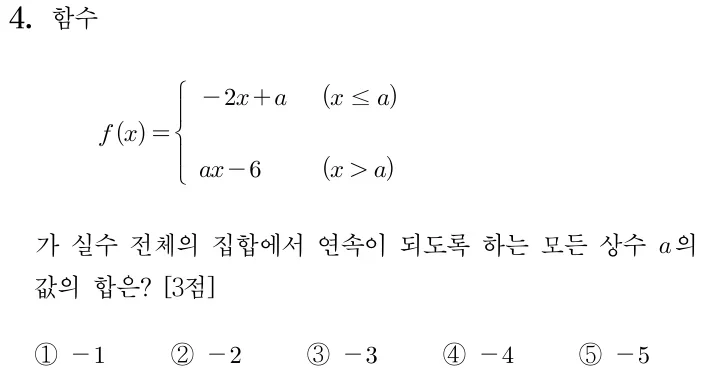 4. 함수
f(x) = { -2x+a (x ≤ a)
ax-6 (x > a)
가 실수 전체의 집합에서 연속이 되도록 하는 모든 상수 a의
값의 합은? [3점]
① -1 ② -2 ③ -3 ④ -4 ⑤ -5